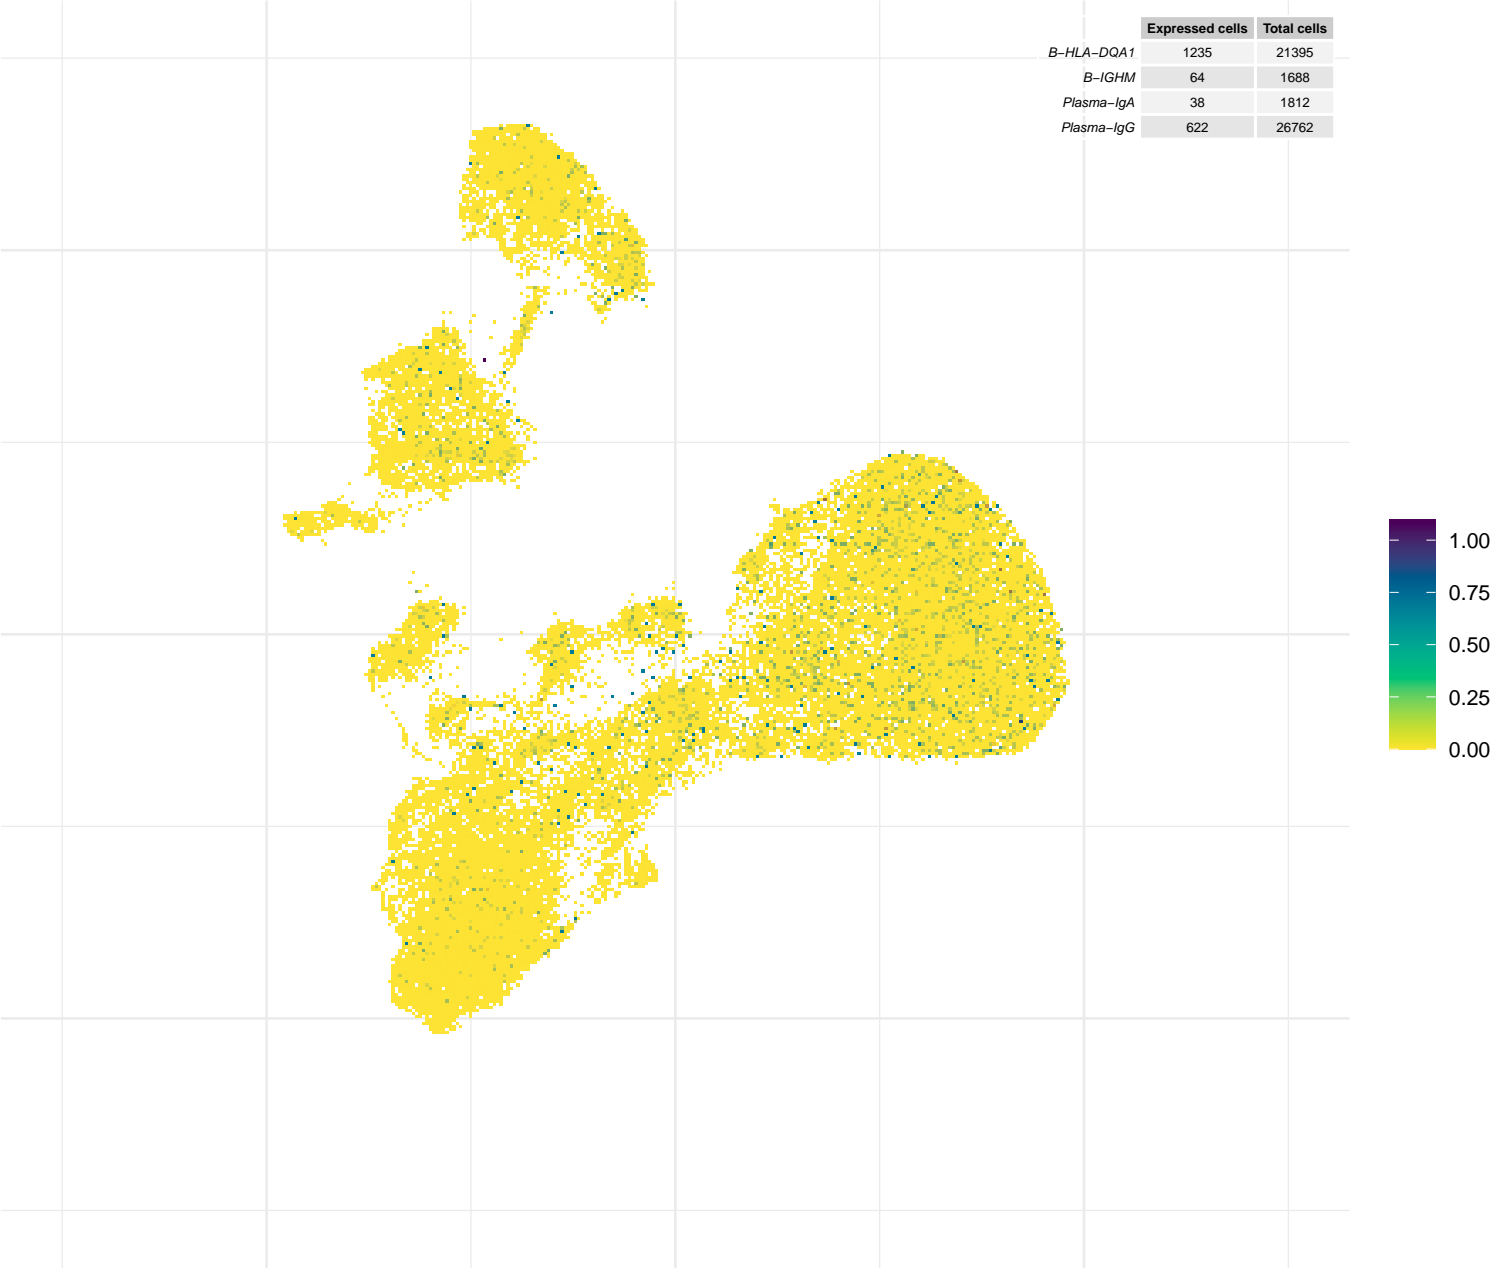 Expressed cells Total cells
B−HLA−DQA1 1235 21395
B−IGHM 64 1688
Plasma−IgA 38 1812
Plasma−IgG 622 26762
1.00
0.75
0.50
0.25
0.00